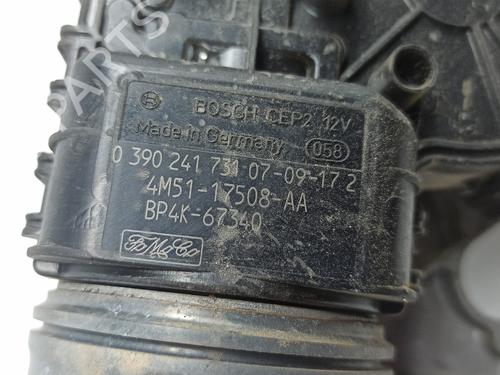 BOSCH CEP2 12V
Made in Germany 058
0 390 241 731 07-09-17 2
4M51-17508-AA
BP4K-67340
FoMoCo
PARTS